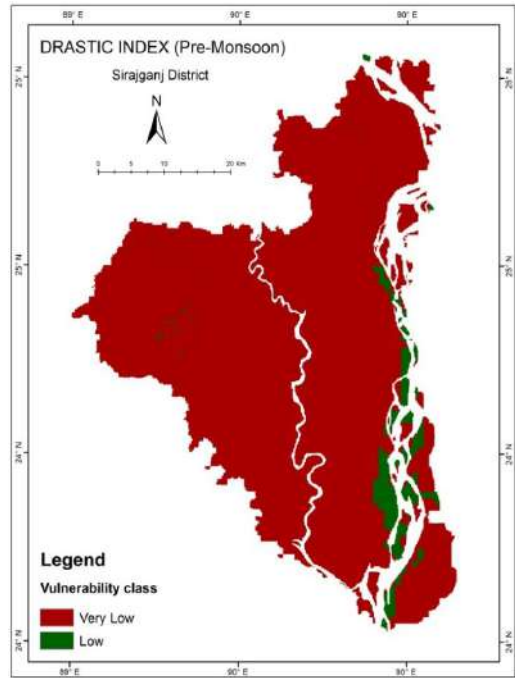 89° E 90° E 90° E
DRASTIC INDEX (Pre-Monsoon)
25° N 25° N
Sirajganj District
N
0 5 10 20 Km
25° N 25° N
24° N 24° N
Legend
Vulnerability class
Very Low
Low
24° N 24° N
89° E 90° E 90° E